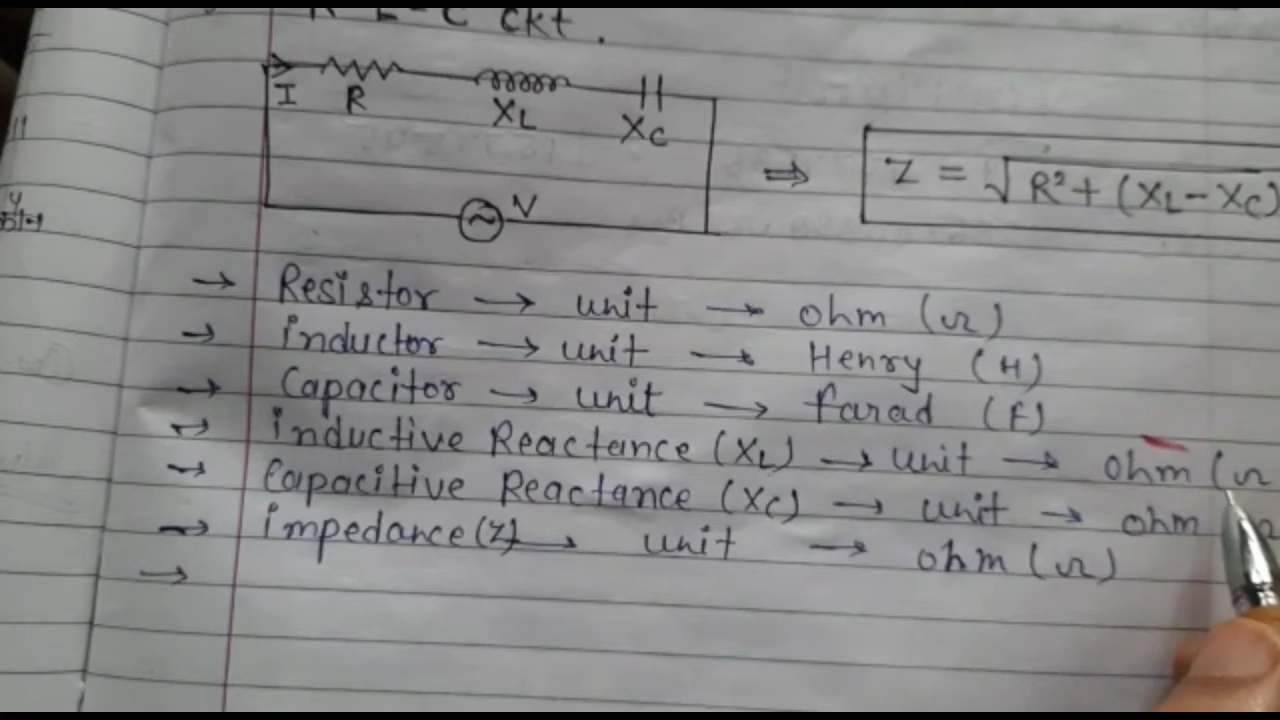 R-L-C ckt.
I R XL XC
V
⇒ Z = √R²+(XL-XC)
→ Resistor → unit → ohm (Ω)
→ inductor → unit → Henry (H)
→ Capacitor → unit → farad (F)
→ inductive Reactance (XL) → unit → ohm (Ω
→ Capacitive Reactance (XC) → unit → ohm
→ impedance(Z) → unit → ohm (Ω)
→